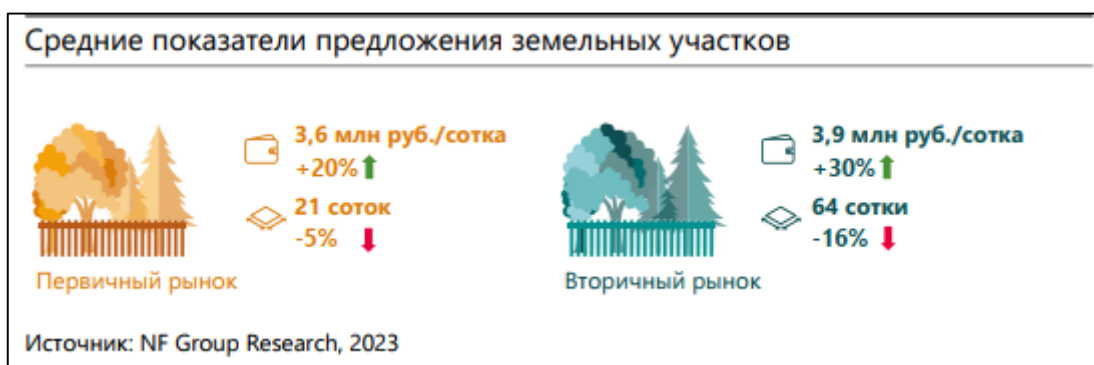 Средние показатели предложения земельных участков
3,6 млн руб./сотка
+20%
21 соток
-5%
Первичный рынок
3,9 млн руб./сотка
+30%
64 сотки
-16%
Вторичный рынок
Источник: NF Group Research, 2023